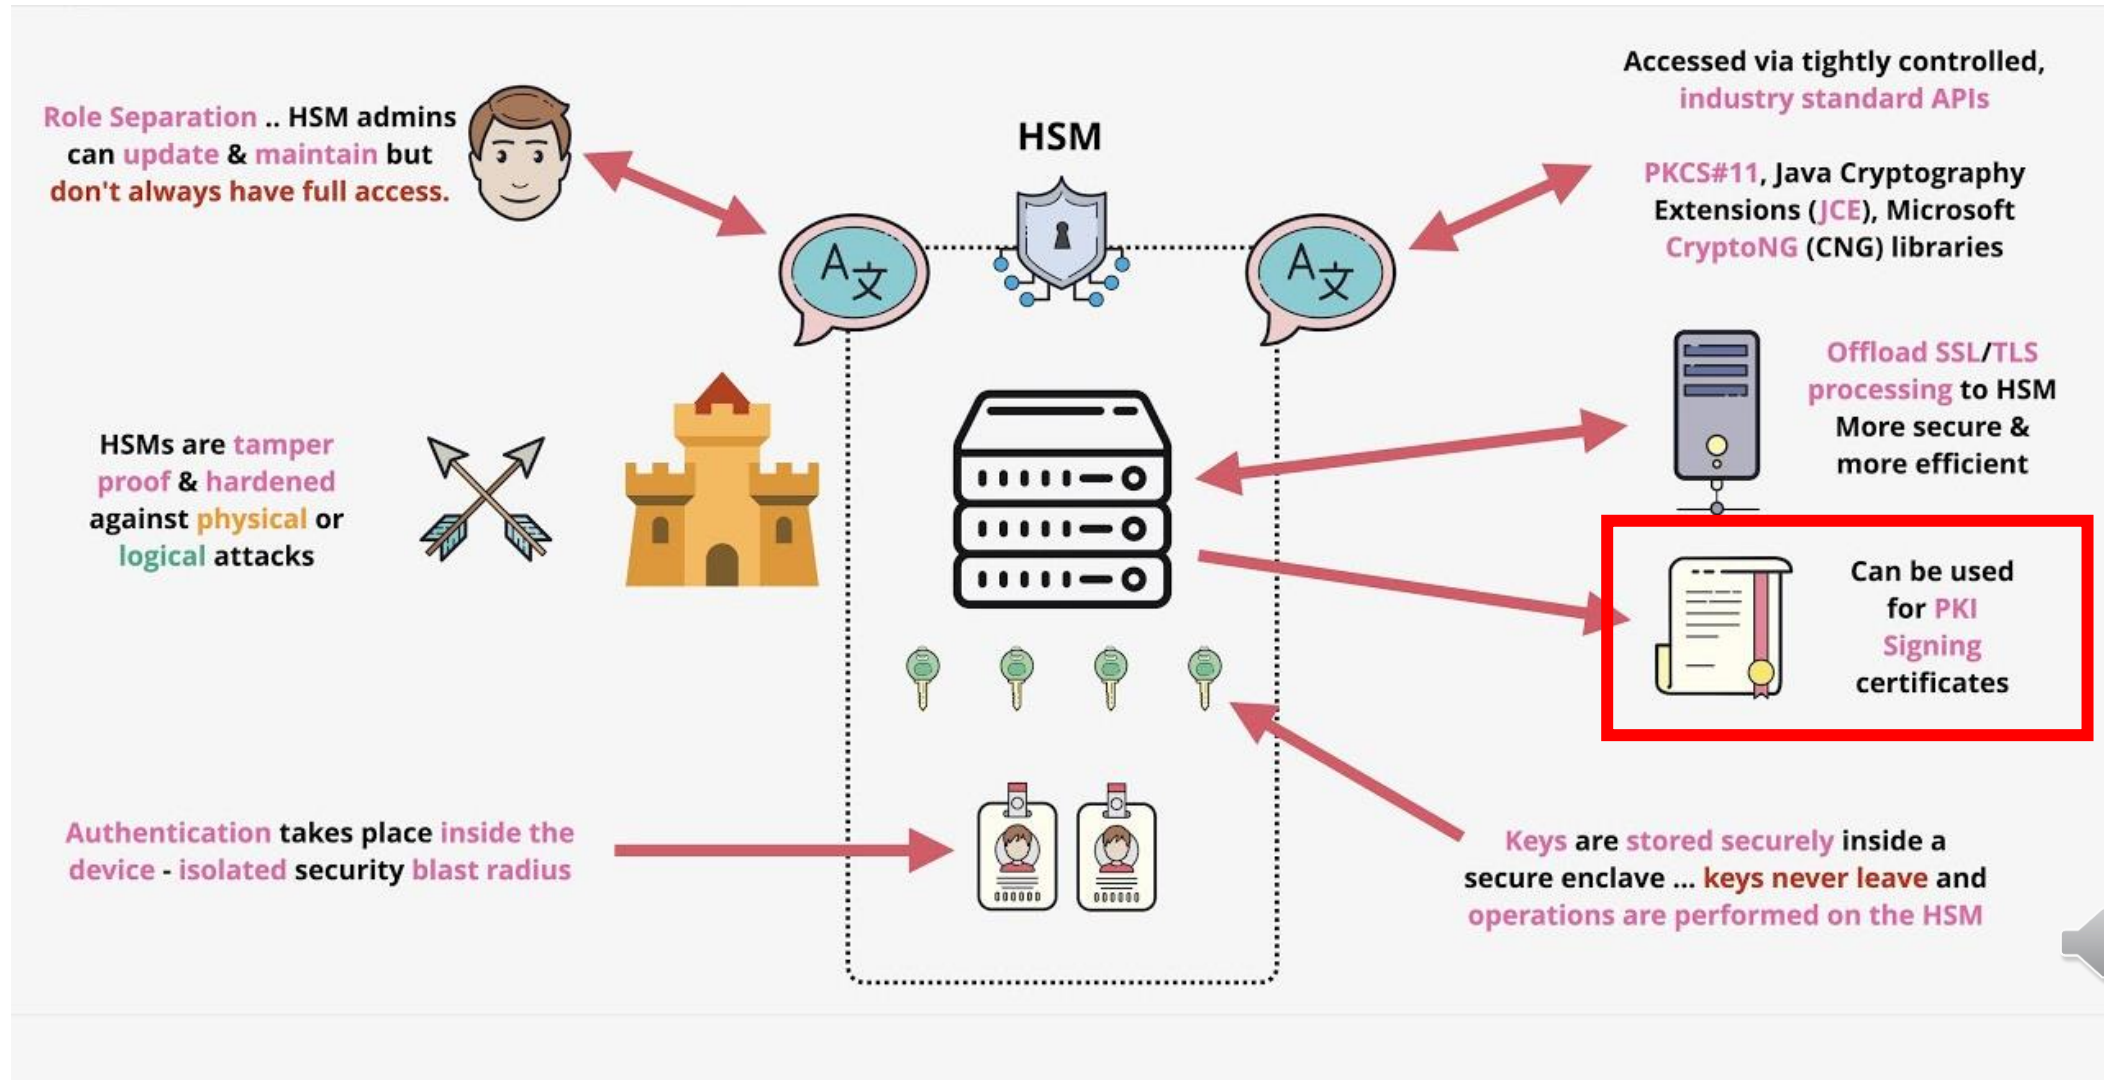 Role Separation .. HSM admins
can update & maintain but
don't always have full access.
HSM
A文
A文
Accessed via tightly controlled,
industry standard APIs
PKCS#11, Java Cryptography
Extensions (JCE), Microsoft
CryptoNG (CNG) libraries
HSMs are tamper
proof & hardened
against physical or
logical attacks
Offload SSL/TLS
processing to HSM
More secure &
more efficient
Can be used
for PKI
Signing
certificates
Authentication takes place inside the
device - isolated security blast radius
Keys are stored securely inside a
secure enclave ... keys never leave and
operations are performed on the HSM